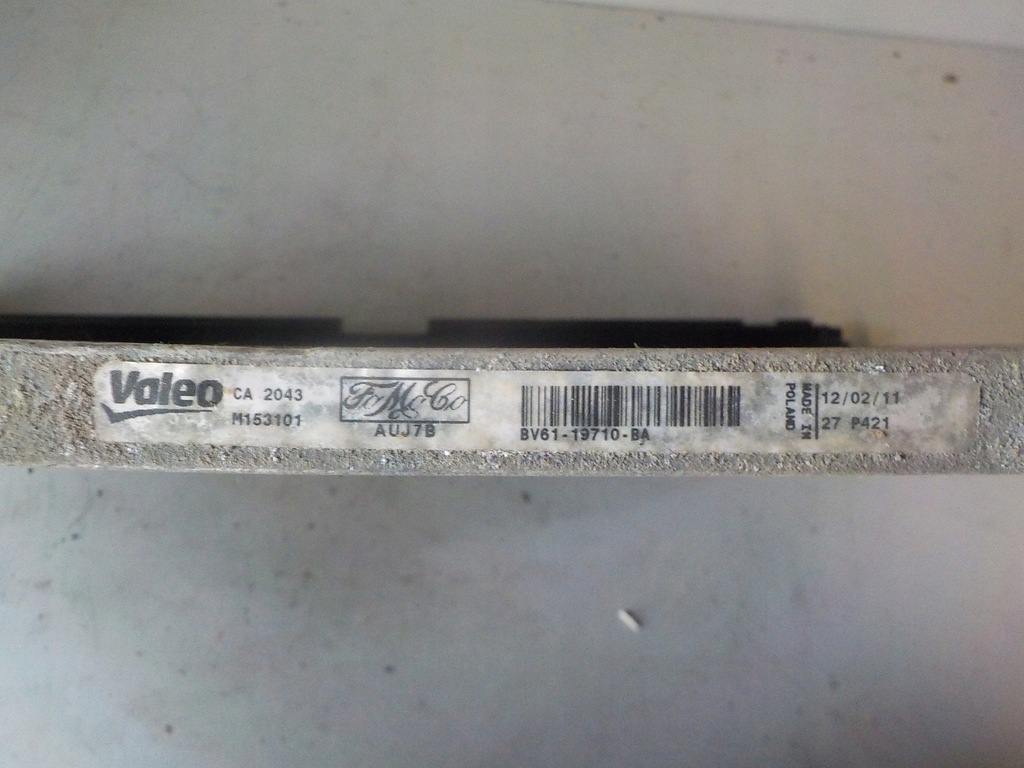 Valeo
CA 2043
M153101
FoMoCo
AUJ7B
BV61-19710-BA
MADE IN
POLAND
12/02/11
27 P421